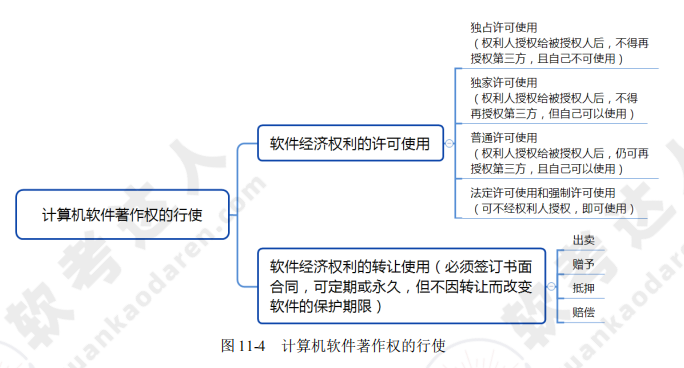 独占许可使用
（权利人授权给被授权人后，不得再
授权第三方，且自己不可使用）
独家许可使用
（权利人授权给被授权人后，不得
再授权第三方，但自己可以使用）
普通许可使用
（权利人授权给被授权人后，仍可再
授权第三方，且自己可以使用）
法定许可使用和强制许可使用
（可不经权利人授权，即可使用）
软件经济权利的许可使用
计算机软件著作权的行使
软件经济权利的转让使用（必须签订书面
合同，可定期或永久，但不因转让而改变
软件的保护期限）
出卖
赠予
抵押
赔偿
图 11-4 计算机软件著作权的行使
软考达人
ruankaodaren.com